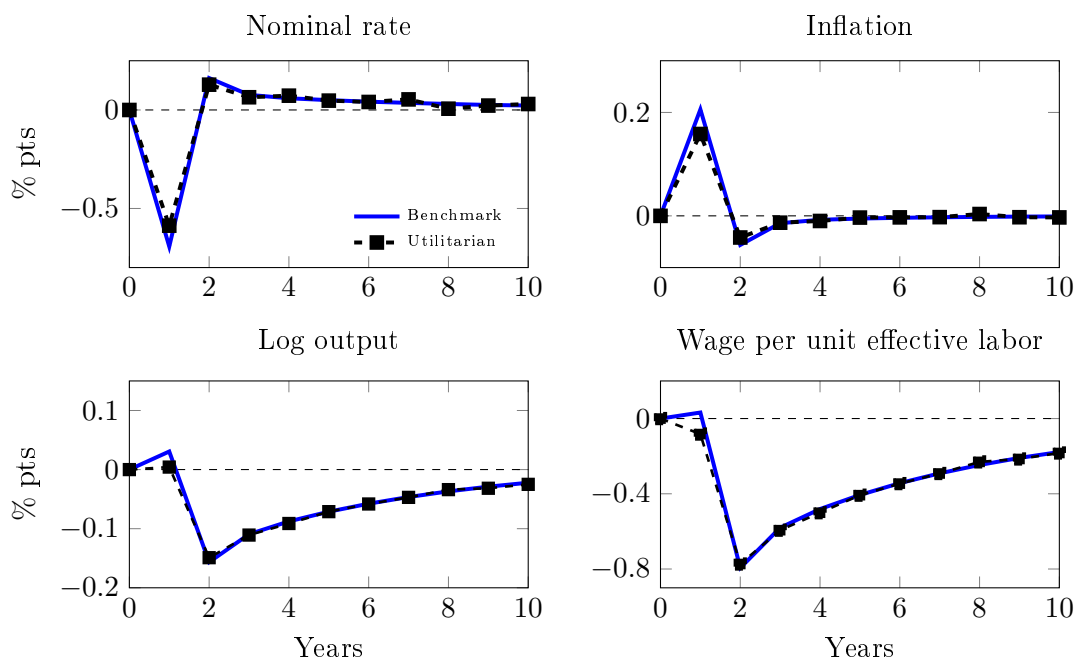 Nominal rate
% pts
0
−0.5
Benchmark
Utilitarian
0 2 4 6 8 10
Inflation
0.2
0
0 2 4 6 8 10
Log output
% pts
0.1
0
−0.1
−0.2
0 2 4 6 8 10
Years
Wage per unit effective labor
0
−0.4
−0.8
0 2 4 6 8 10
Years